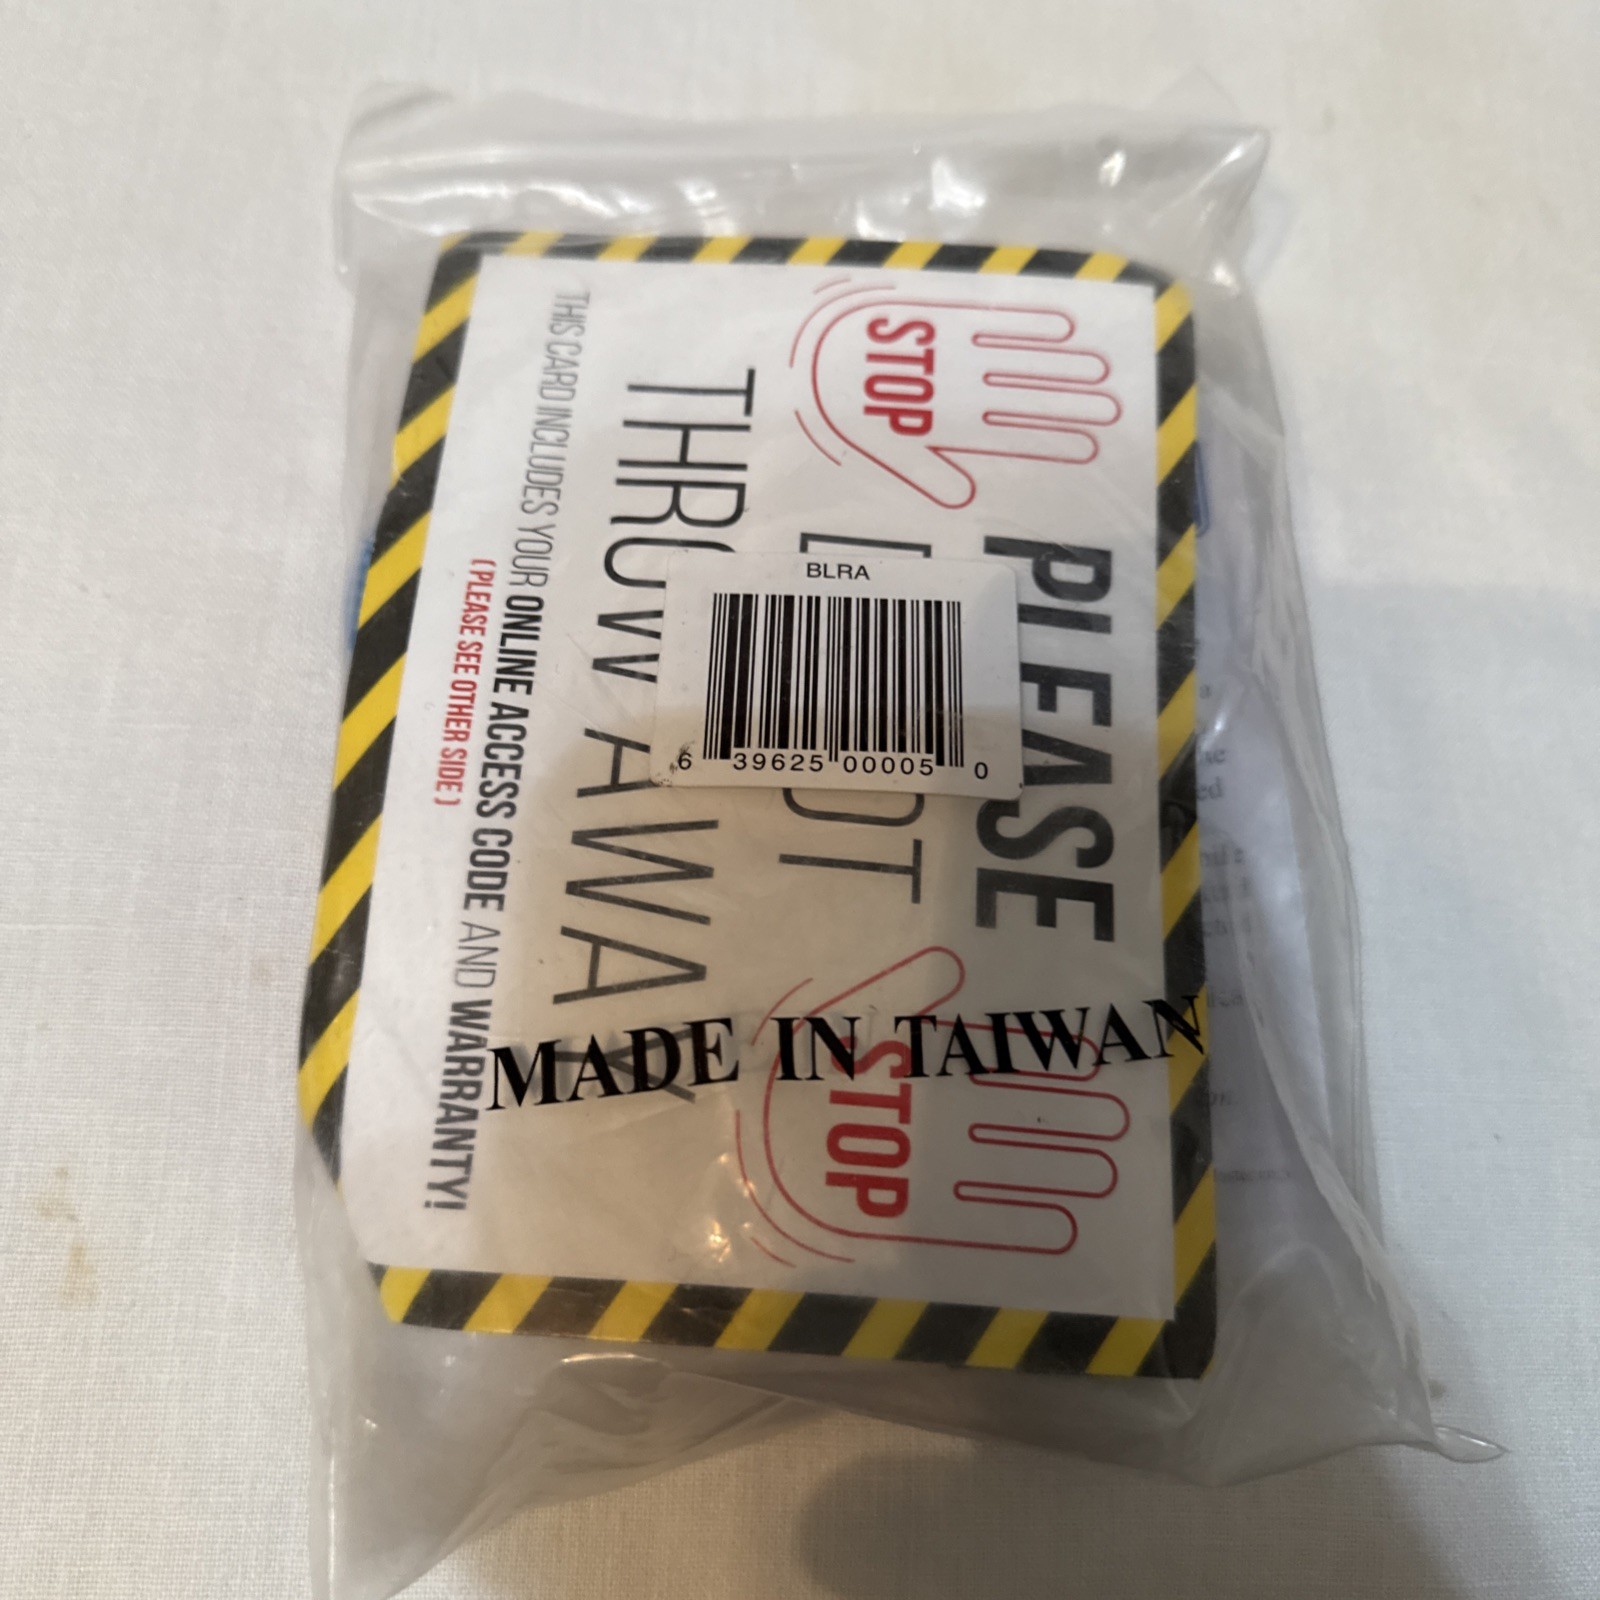 STOP
PLEASE
STOP
THROW AWAY
THIS CARD INCLUDES YOUR ONLINE ACCESS CODE AND WARRANTY!
( PLEASE SEE OTHER SIDE )
BLRA
6 39625 00005 0
MADE IN TAIWAN